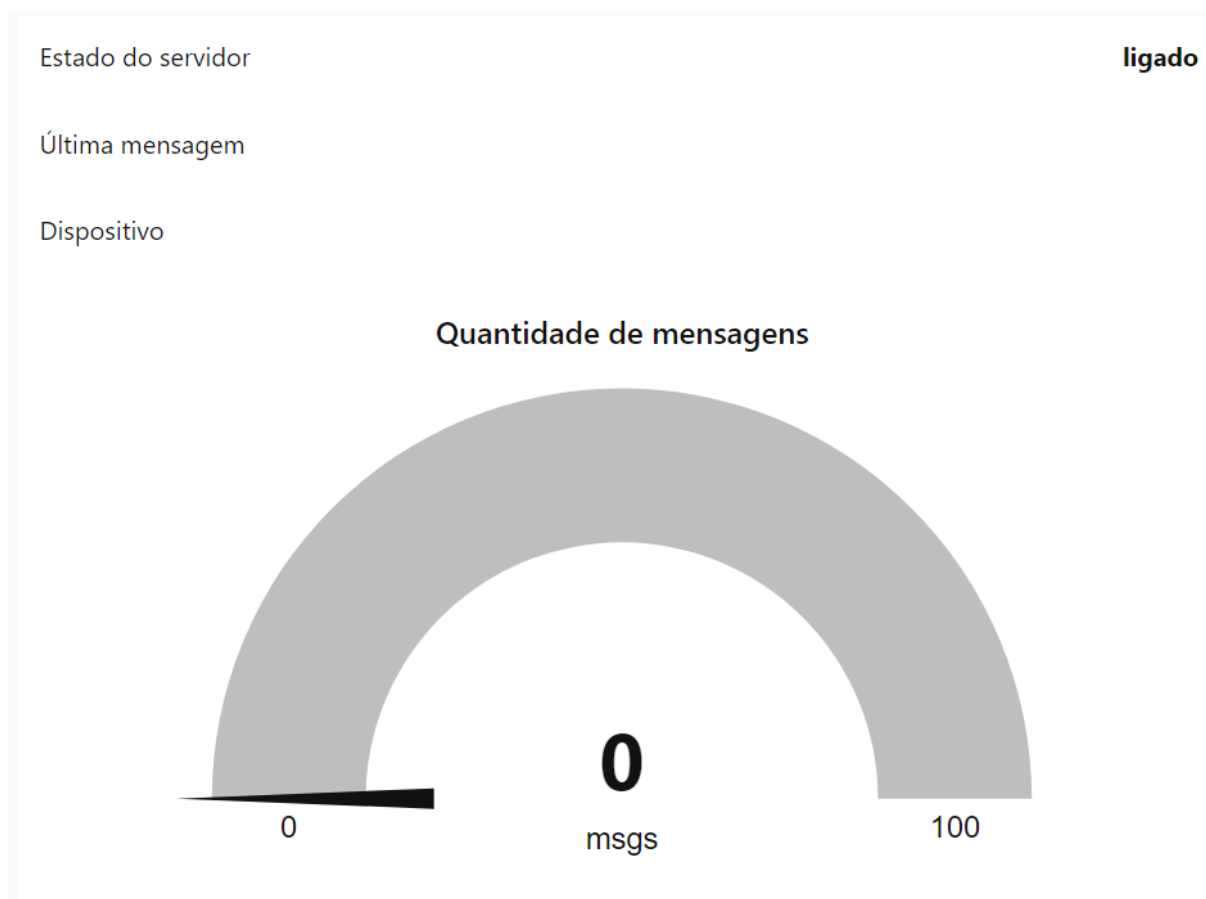 Estado do servidor ligado
Última mensagem
Dispositivo
Quantidade de mensagens
0
0 msgs 100